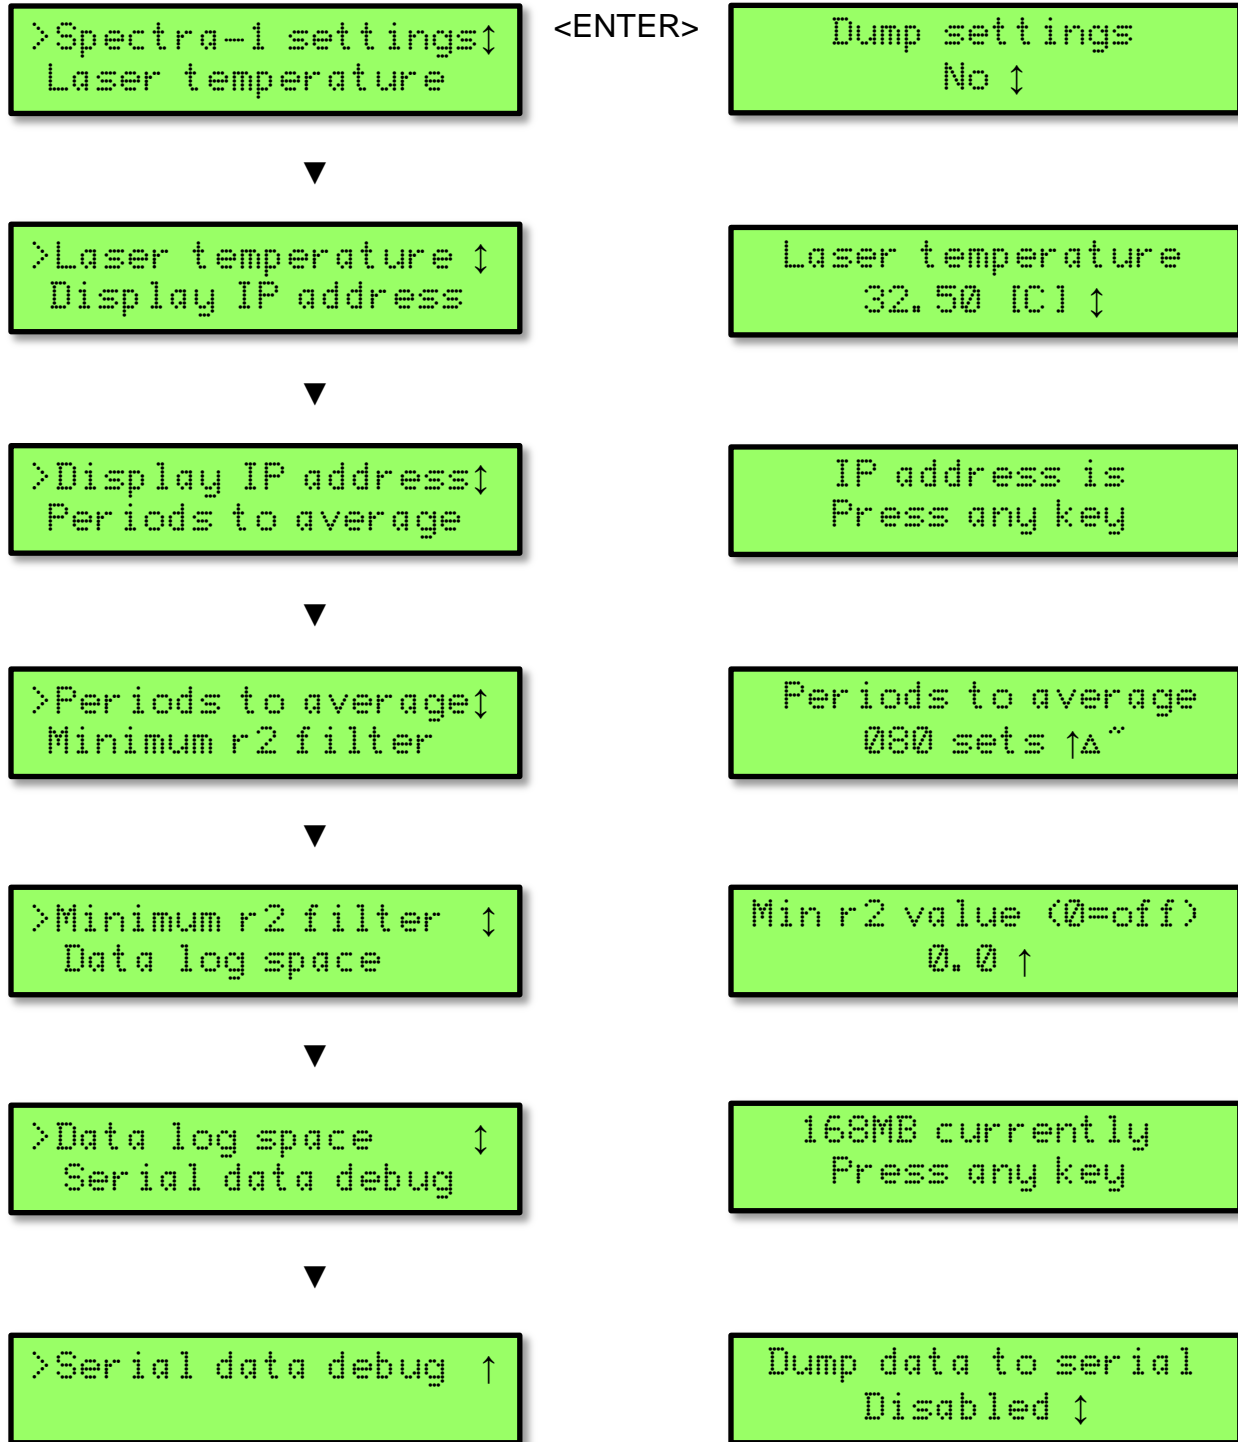 >Spectra-1 settings↕
Laser temperature
<ENTER>
Dump settings
No ↕
▼
>Laser temperature ↕
Display IP address
Laser temperature
32.50 [C] ↕
▼
>Display IP address↕
Periods to average
IP address is
Press any key
▼
>Periods to average↕
Minimum r2 filter
Periods to average
080 sets ↑▵˜
▼
>Minimum r2 filter ↕
Data log space
Min r2 value (0=off)
0.0 ↑
▼
>Data log space ↕
Serial data debug
168MB currently
Press any key
▼
>Serial data debug ↑
Dump data to serial
Disabled ↕